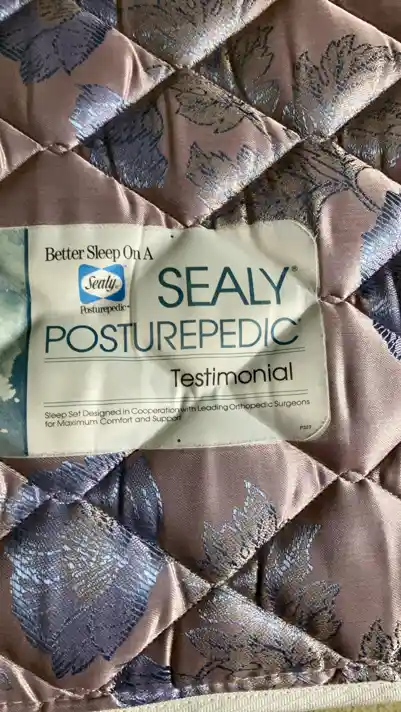 Better Sleep On A
Sealy®
Posturepedic™
SEALY®
POSTUREPEDIC®
Testimonial
Sleep Set Designed in Cooperation with Leading Orthopedic Surgeons
for Maximum Comfort and Support